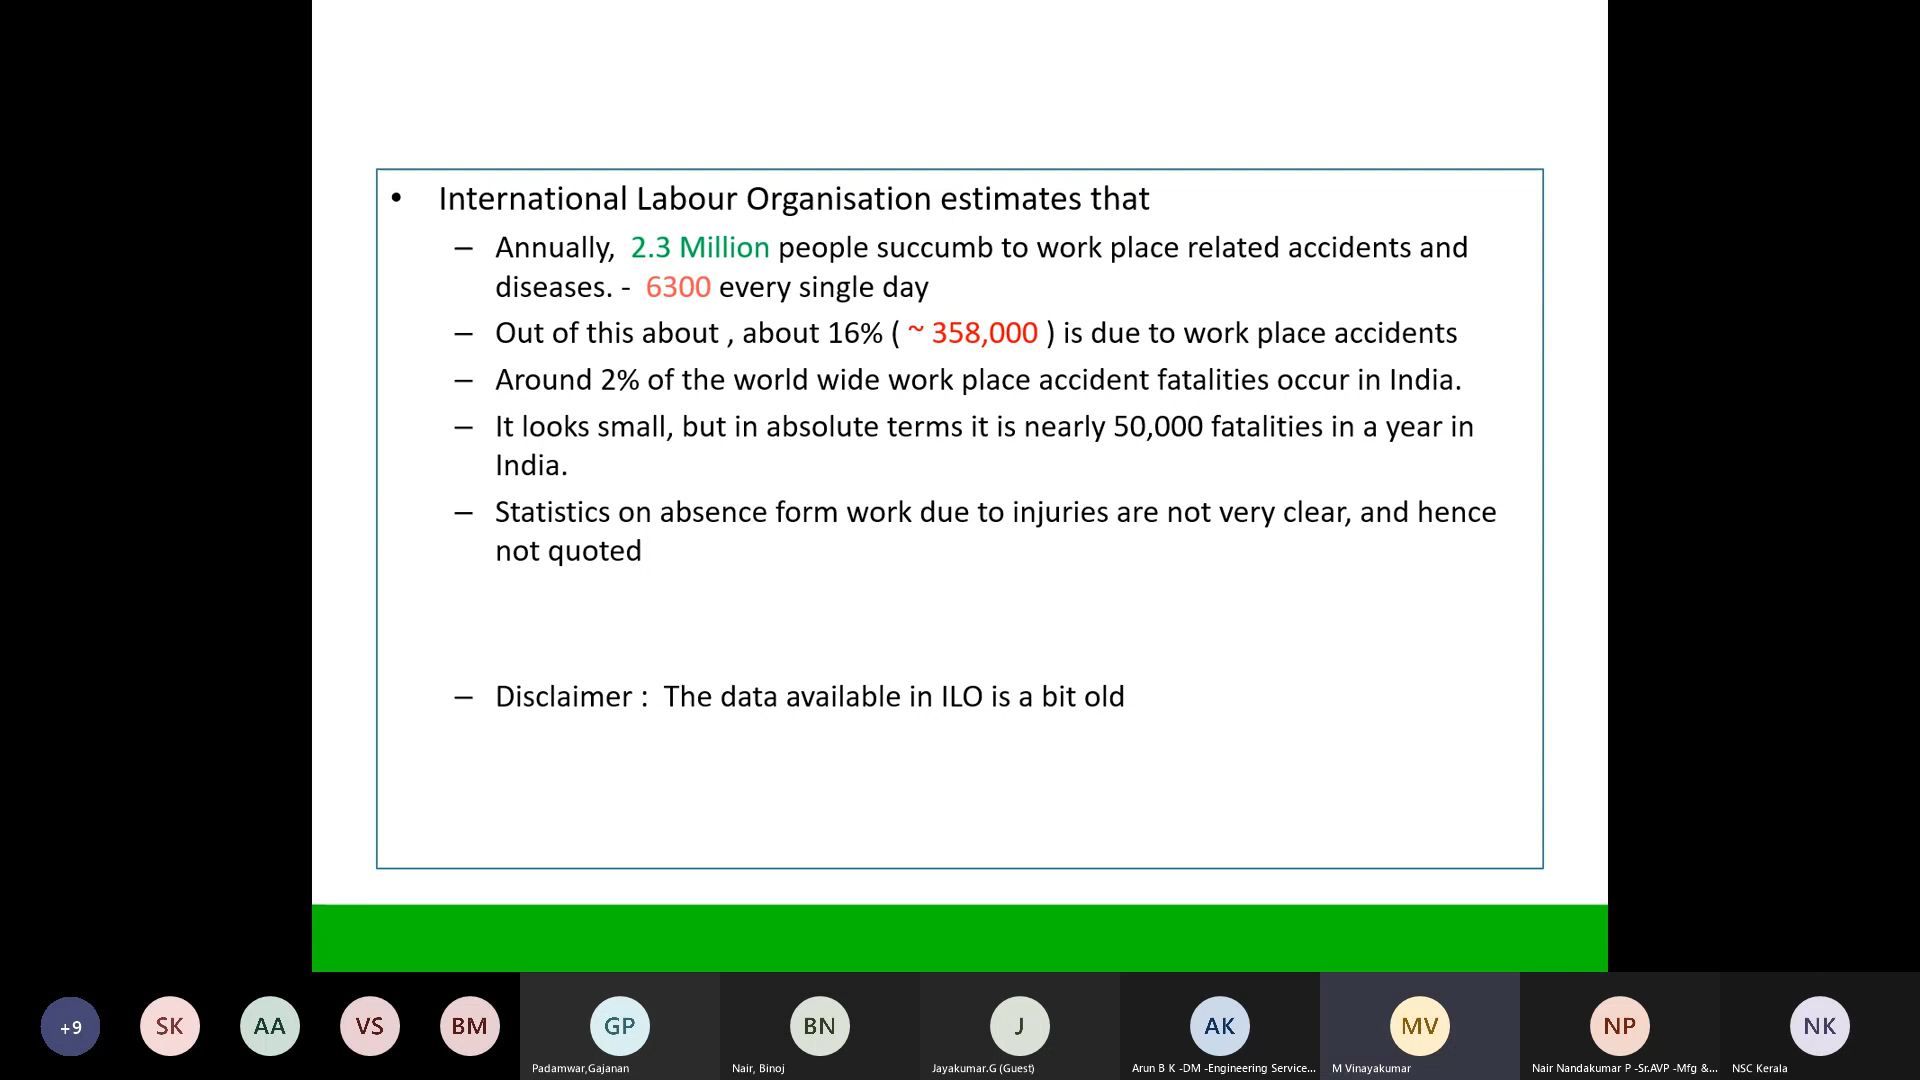 • International Labour Organisation estimates that
– Annually, 2.3 Million people succumb to work place related accidents and
diseases. - 6300 every single day
– Out of this about , about 16% ( ~ 358,000 ) is due to work place accidents
– Around 2% of the world wide work place accident fatalities occur in India.
– It looks small, but in absolute terms it is nearly 50,000 fatalities in a year in
India.
– Statistics on absence form work due to injuries are not very clear, and hence
not quoted
– Disclaimer : The data available in ILO is a bit old
+9 SK AA VS BM GP BN J AK MV NP NK
Padamwar,Gajanan Nair, Binoj Jayakumar.G (Guest) Arun B K -DM -Engineering Service... M Vinayakumar Nair Nandakumar P -Sr.AVP -Mfg &... NSC Kerala